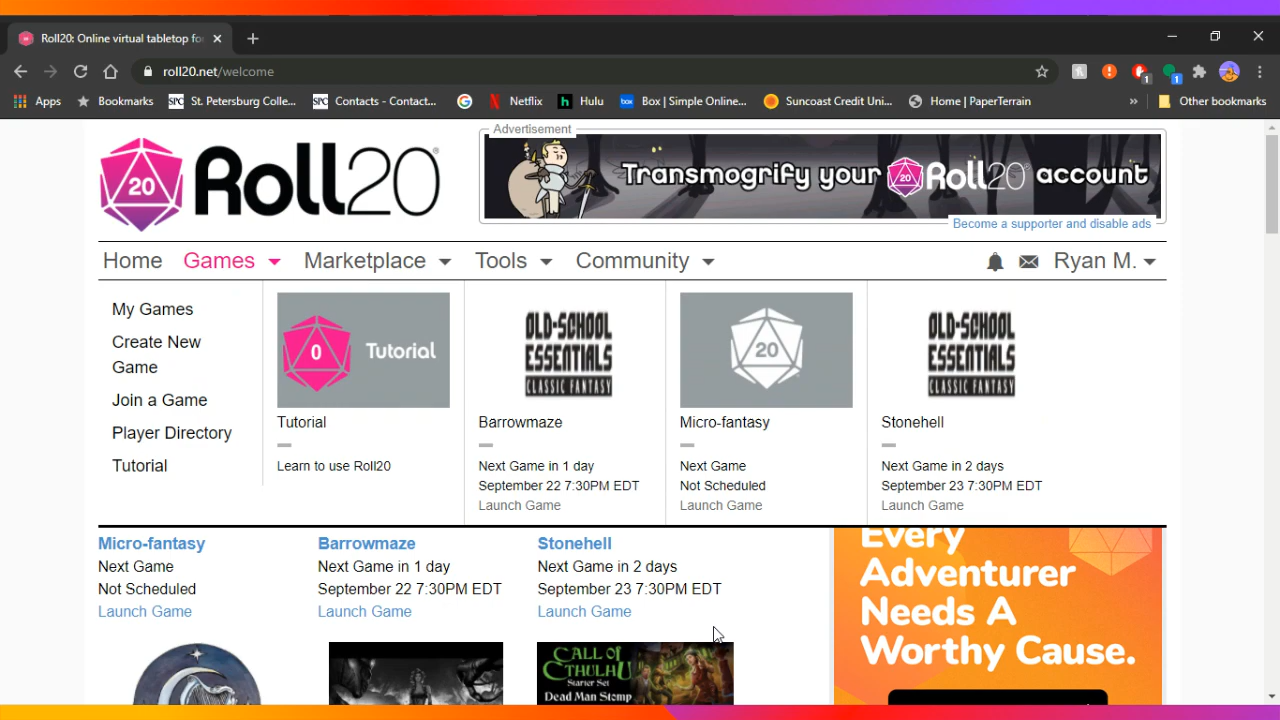 Roll20: Online virtual tabletop fo
roll20.net/welcome
1
1
Apps
Bookmarks
SPC St. Petersburg Colle...
SPC Contacts - Contact...
Netflix
h Hulu
box Box | Simple Online...
Suncoast Credit Uni...
Home | PaperTerrain
»
Other bookmarks
20 Roll20®
Advertisement
Transmogrify your 20 Roll20 account
Become a supporter and disable ads
Home
Games
Marketplace
Tools
Community
Ryan M.
My Games
Create New
Game
Join a Game
Player Directory
Tutorial
0 Tutorial
Tutorial
Learn to use Roll20
OLD-SCHOOL
ESSENTIALS
CLASSIC FANTASY
Barrowmaze
Next Game in 1 day
September 22 7:30PM EDT
Launch Game
20
Micro-fantasy
Next Game
Not Scheduled
Launch Game
OLD-SCHOOL
ESSENTIALS
CLASSIC FANTASY
Stonehell
Next Game in 2 days
September 23 7:30PM EDT
Launch Game
Micro-fantasy
Next Game
Not Scheduled
Launch Game
Barrowmaze
Next Game in 1 day
September 22 7:30PM EDT
Launch Game
Stonehell
Next Game in 2 days
September 23 7:30PM EDT
Launch Game
CALL OF
CTHULHU
Starter Set
Dead Man Stomp
Every
Adventurer
Needs A
Worthy Cause.